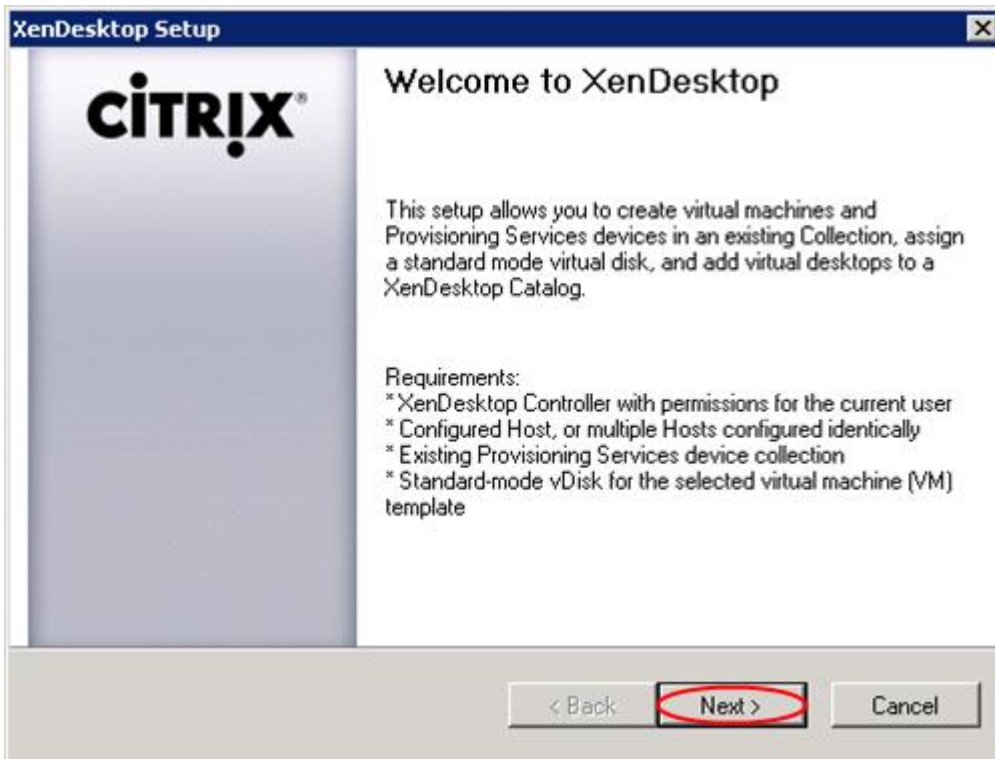 XenDesktop Setup
CİTRIX®
Welcome to XenDesktop
This setup allows you to create virtual machines and
Provisioning Services devices in an existing Collection, assign
a standard mode virtual disk, and add virtual desktops to a
XenDesktop Catalog.
Requirements:
* XenDesktop Controller with permissions for the current user
* Configured Host, or multiple Hosts configured identically
* Existing Provisioning Services device collection
* Standard-mode vDisk for the selected virtual machine (VM)
template
< Back
Next >
Cancel